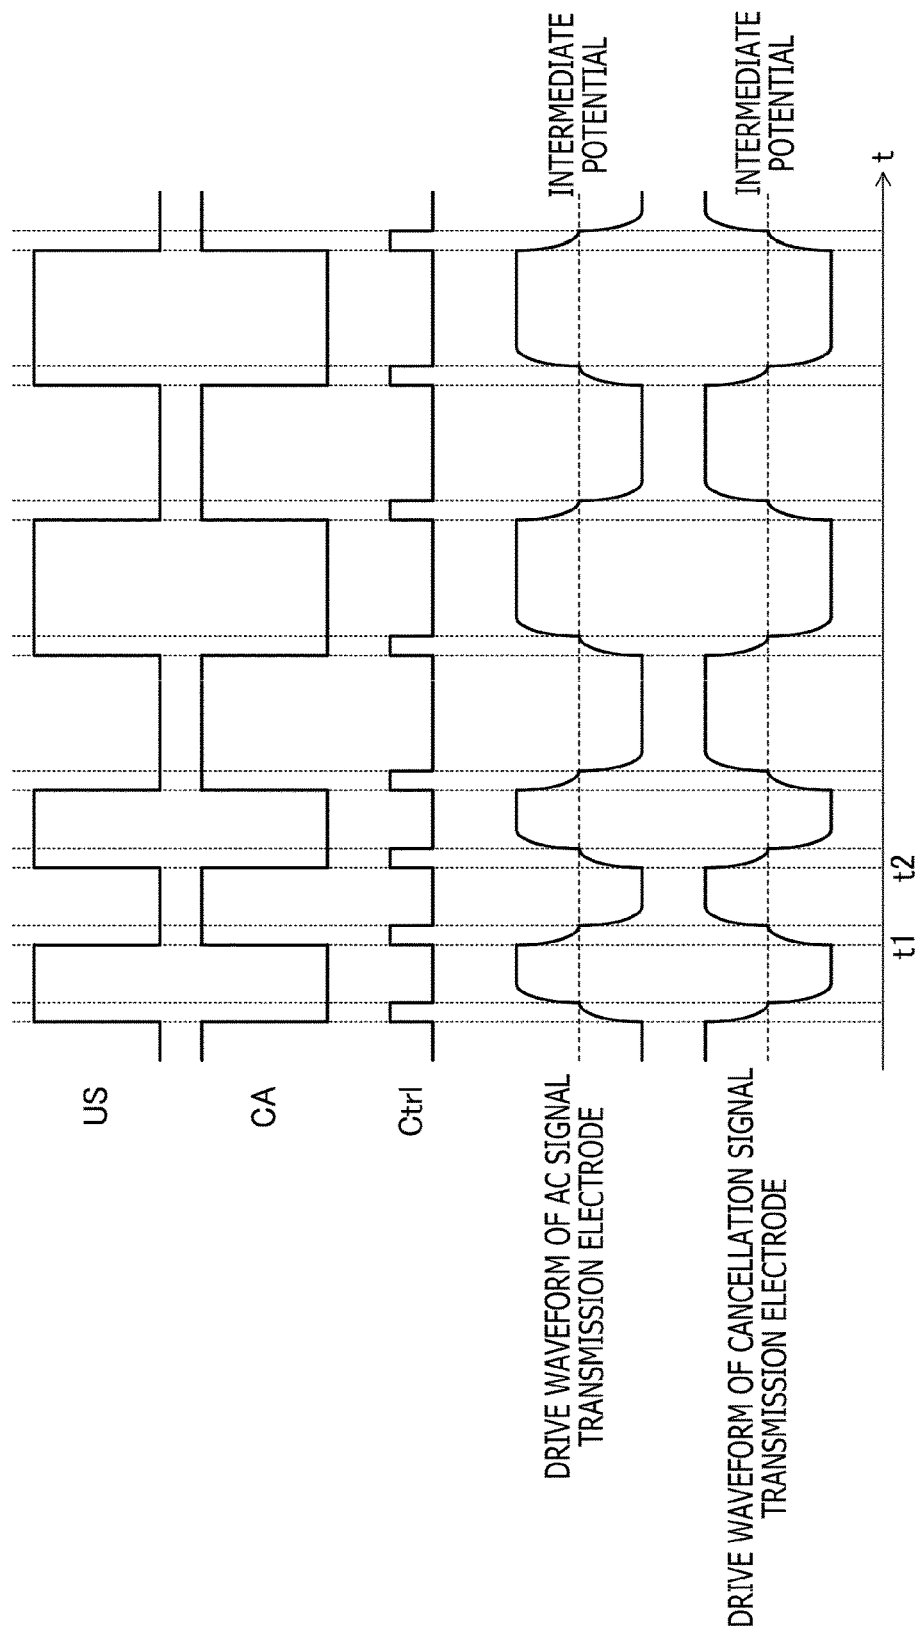 US
CA
Ctrl
DRIVE WAVEFORM OF AC SIGNAL
TRANSMISSION ELECTRODE
INTERMEDIATE
POTENTIAL
DRIVE WAVEFORM OF CANCELLATION SIGNAL
TRANSMISSION ELECTRODE
INTERMEDIATE
POTENTIAL
t1
t2
t